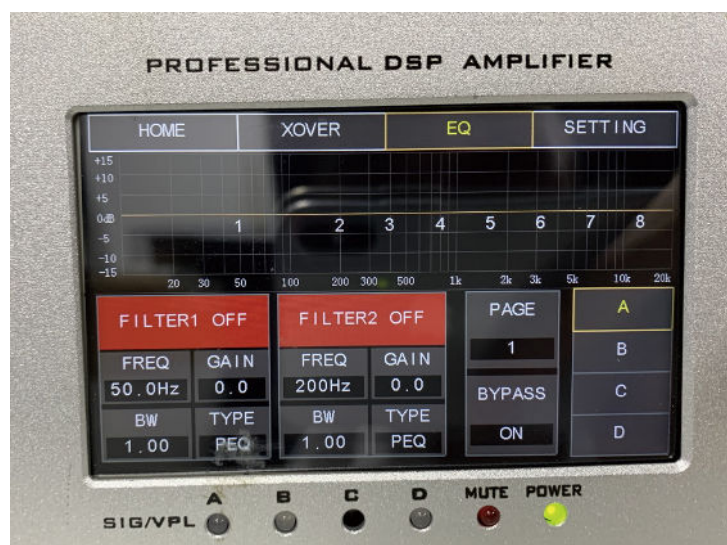 PROFESSIONAL DSP AMPLIFIER
HOME XOVER EQ SETTING
+15
+10
+5
0dB
-5
-10
-15
1 2 3 4 5 6 7 8
20 30 50 100 200 300 500 1k 2k 3k 5k 10k 20k
FILTER1 OFF FILTER2 OFF PAGE A
FREQ GAIN FREQ GAIN 1 B
50.0Hz 0.0 200Hz 0.0 BYPASS C
BW TYPE BW TYPE ON D
1.00 PEQ 1.00 PEQ
A B C D MUTE POWER
SIG/VPL